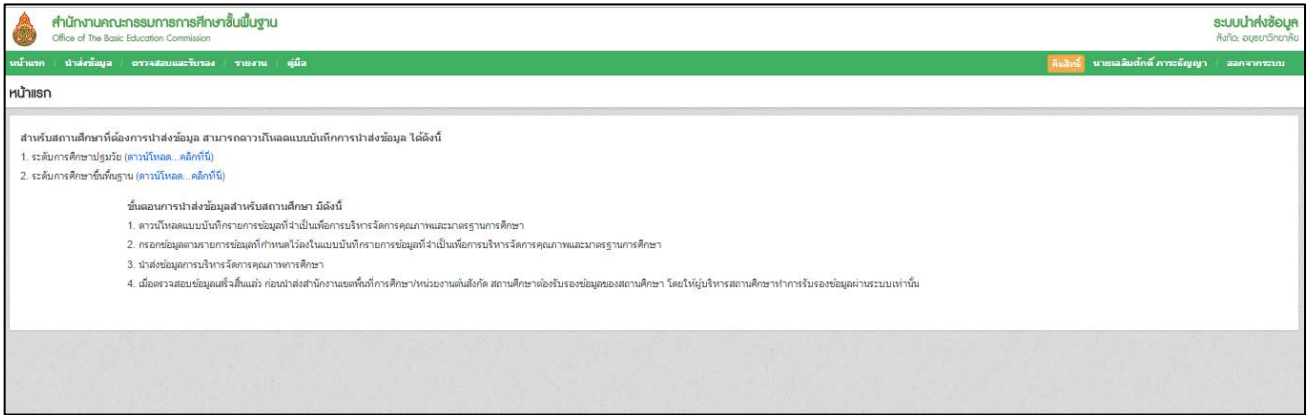 สำนักงานคณะกรรมการการศึกษาขั้นพื้นฐาน
Office of The Basic Education Commission
ระบบนำส่งข้อมูล
สังกัด: อยุธยาวิทยาลัย
หน้าแรก / นำส่งข้อมูล / ตรวจสอบและรับรอง / รายงาน / คู่มือ
คืนสิทธิ์ นายเฉลิมศักดิ์ ภาระธัญญา / ออกจากระบบ
หน้าแรก
สำหรับสถานศึกษาที่ต้องการนำส่งข้อมูล สามารถดาวน์โหลดแบบบันทึกการนำส่งข้อมูล ได้ดังนี้
1. ระดับการศึกษาปฐมวัย (ดาวน์โหลด...คลิกที่นี่)
2. ระดับการศึกษาขั้นพื้นฐาน (ดาวน์โหลด...คลิกที่นี่)
ขั้นตอนการนำส่งข้อมูลสำหรับสถานศึกษา มีดังนี้
1. ดาวน์โหลดแบบบันทึกรายการข้อมูลที่จำเป็นเพื่อการบริหารจัดการคุณภาพและมาตรฐานการศึกษา
2. กรอกข้อมูลตามรายการข้อมูลที่กำหนดไว้ลงในแบบบันทึกรายการข้อมูลที่จำเป็นเพื่อการบริหารจัดการคุณภาพและมาตรฐานการศึกษา
3. นำส่งข้อมูลการบริหารจัดการคุณภาพการศึกษา
4. เมื่อตรวจสอบข้อมูลเสร็จสิ้นแล้ว ก่อนนำส่งสำนักงานเขตพื้นที่การศึกษา/หน่วยงานต้นสังกัด สถานศึกษาต้องรับรองข้อมูลของสถานศึกษา โดยให้ผู้บริหารสถานศึกษาทำการรับรองข้อมูลผ่านระบบเท่านั้น